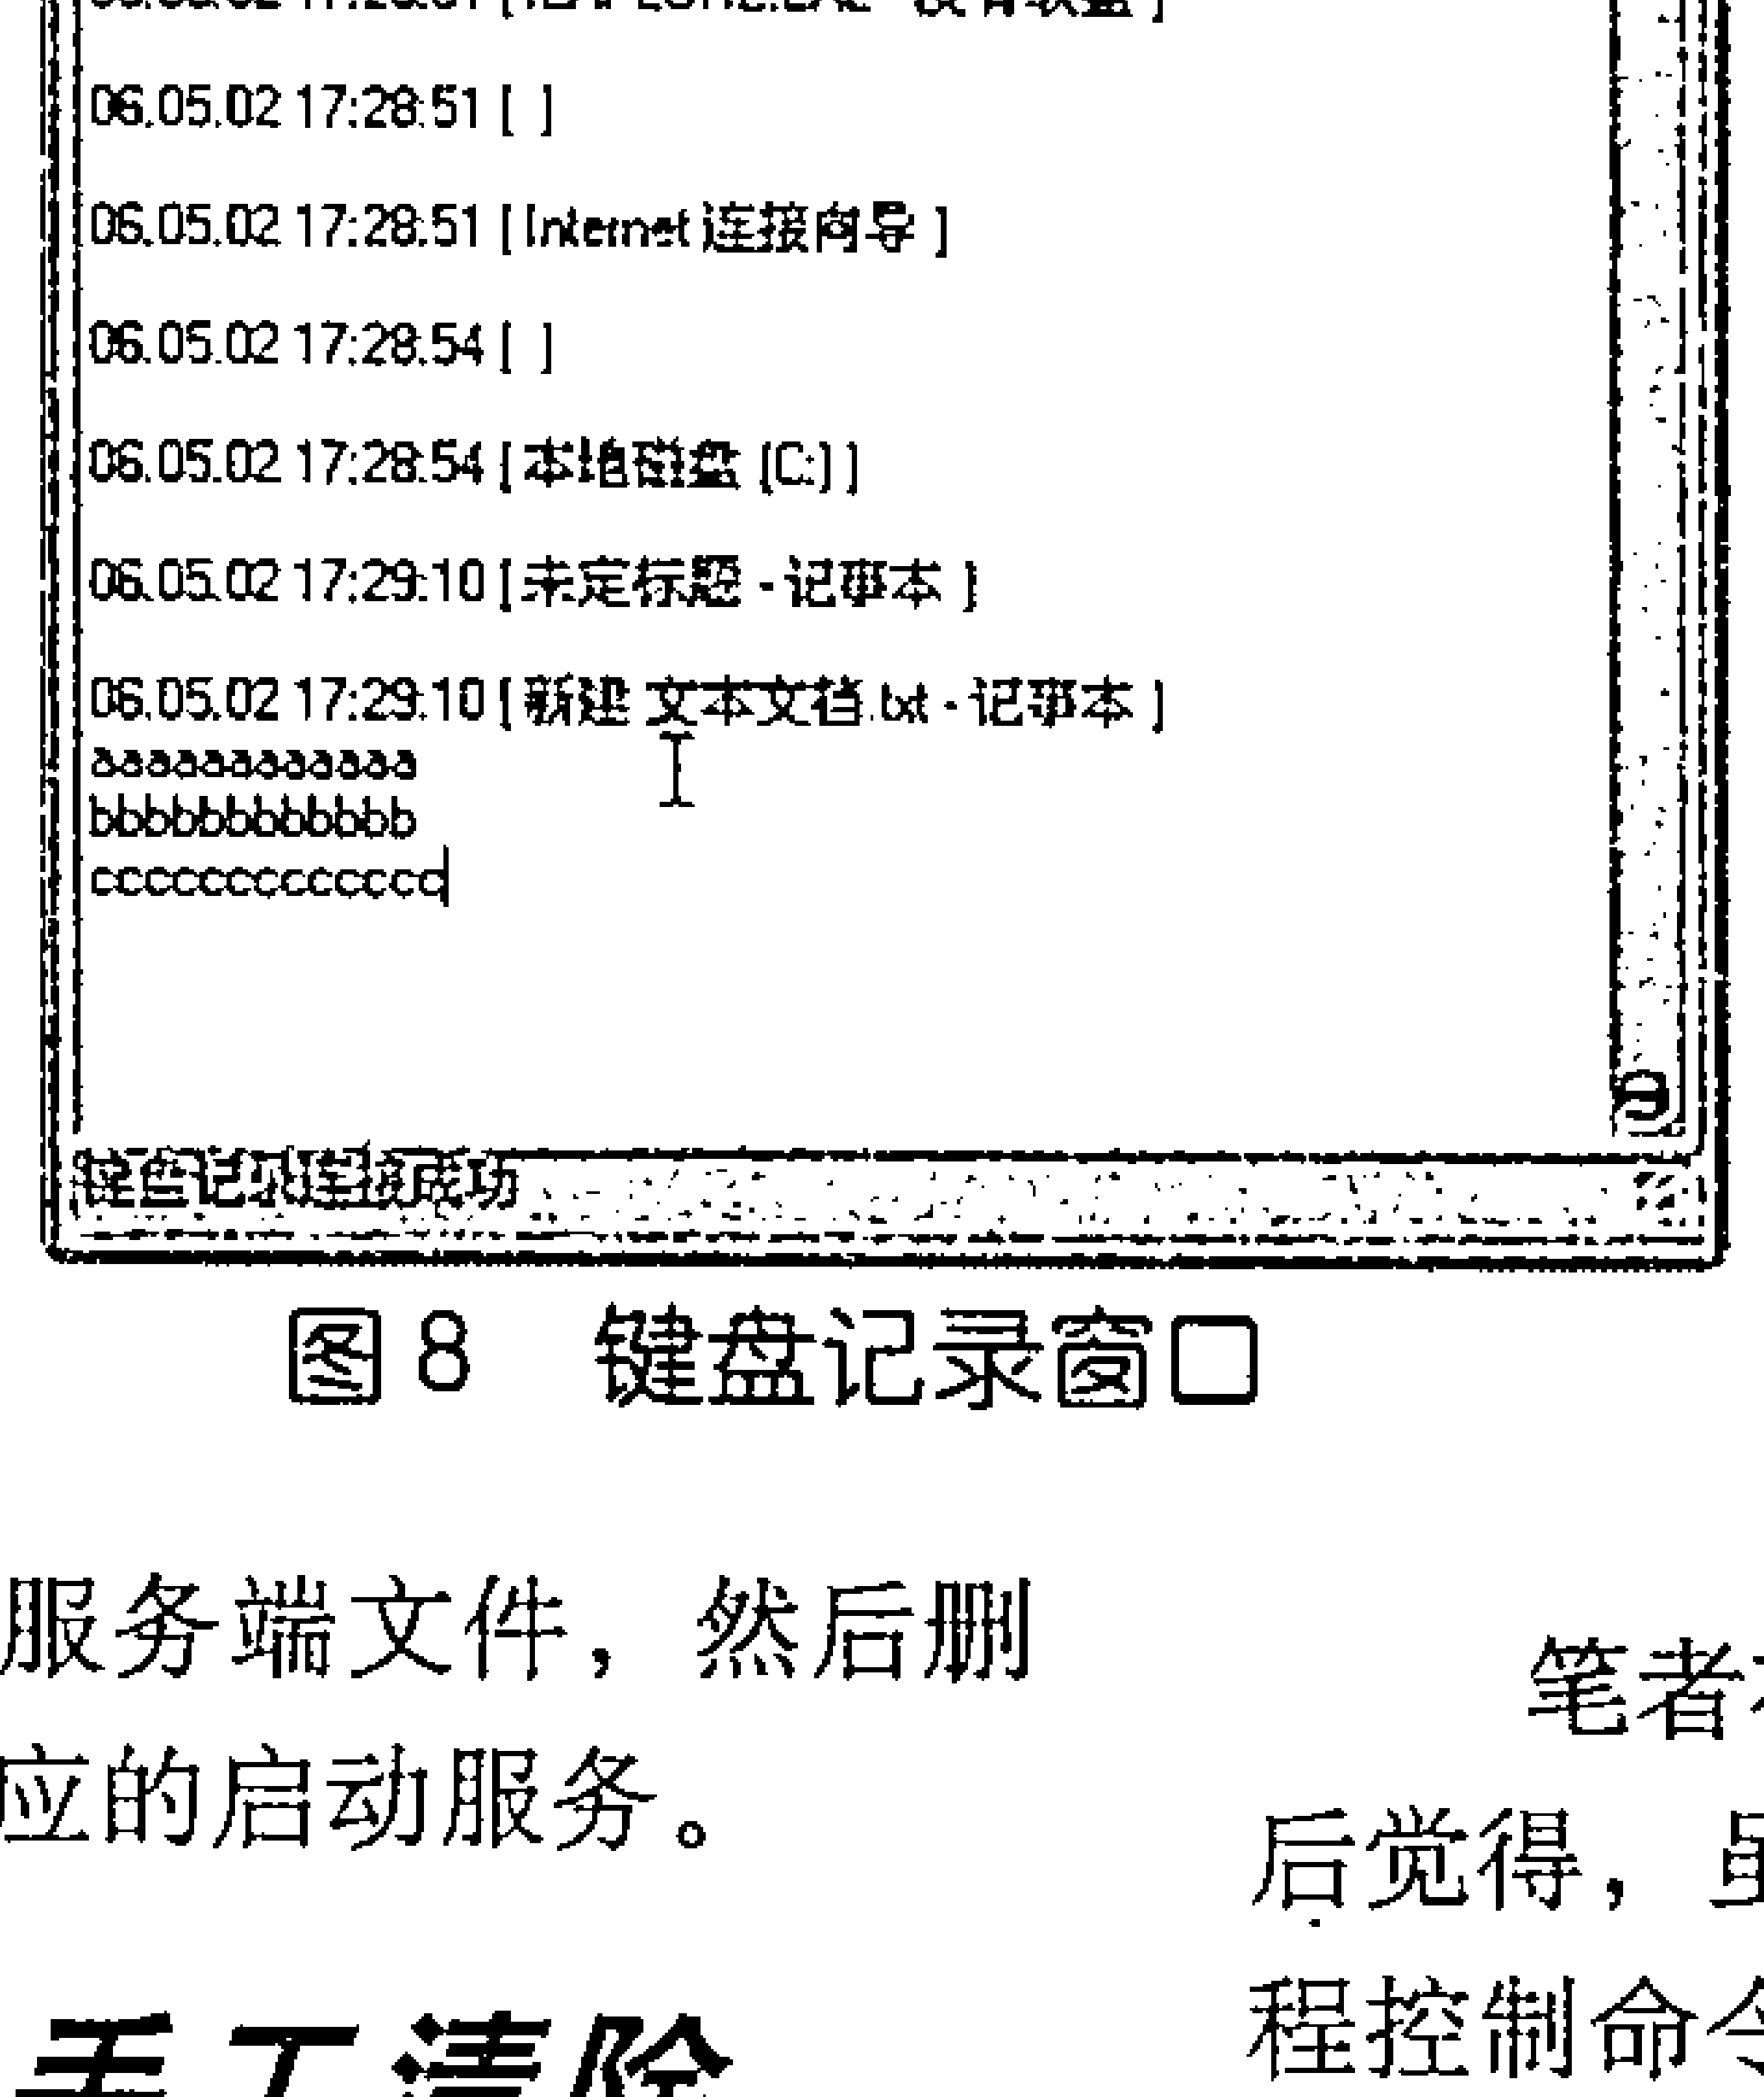 06.05.02 17:28:51 [ ]
06.05.02 17:28:51 [ Internet 连接向导 ]
06.05.02 17:28:54 [ ]
06.05.02 17:28:54 [ 本地磁盘 (C:) ]
06.05.02 17:29:10 [ 未定标题 - 记事本 ]
06.05.02 17:29:10 [ 新建 文本文档.txt - 记事本 ]
aaaaaaaaaaaa
bbbbbbbbbbbb
ccccccccccccc
键盘记录连接成功
图 8 键盘记录窗口
服务端文件，然后删
应的启动服务。
手工清除
笔者
后觉得，虽
程控制命令